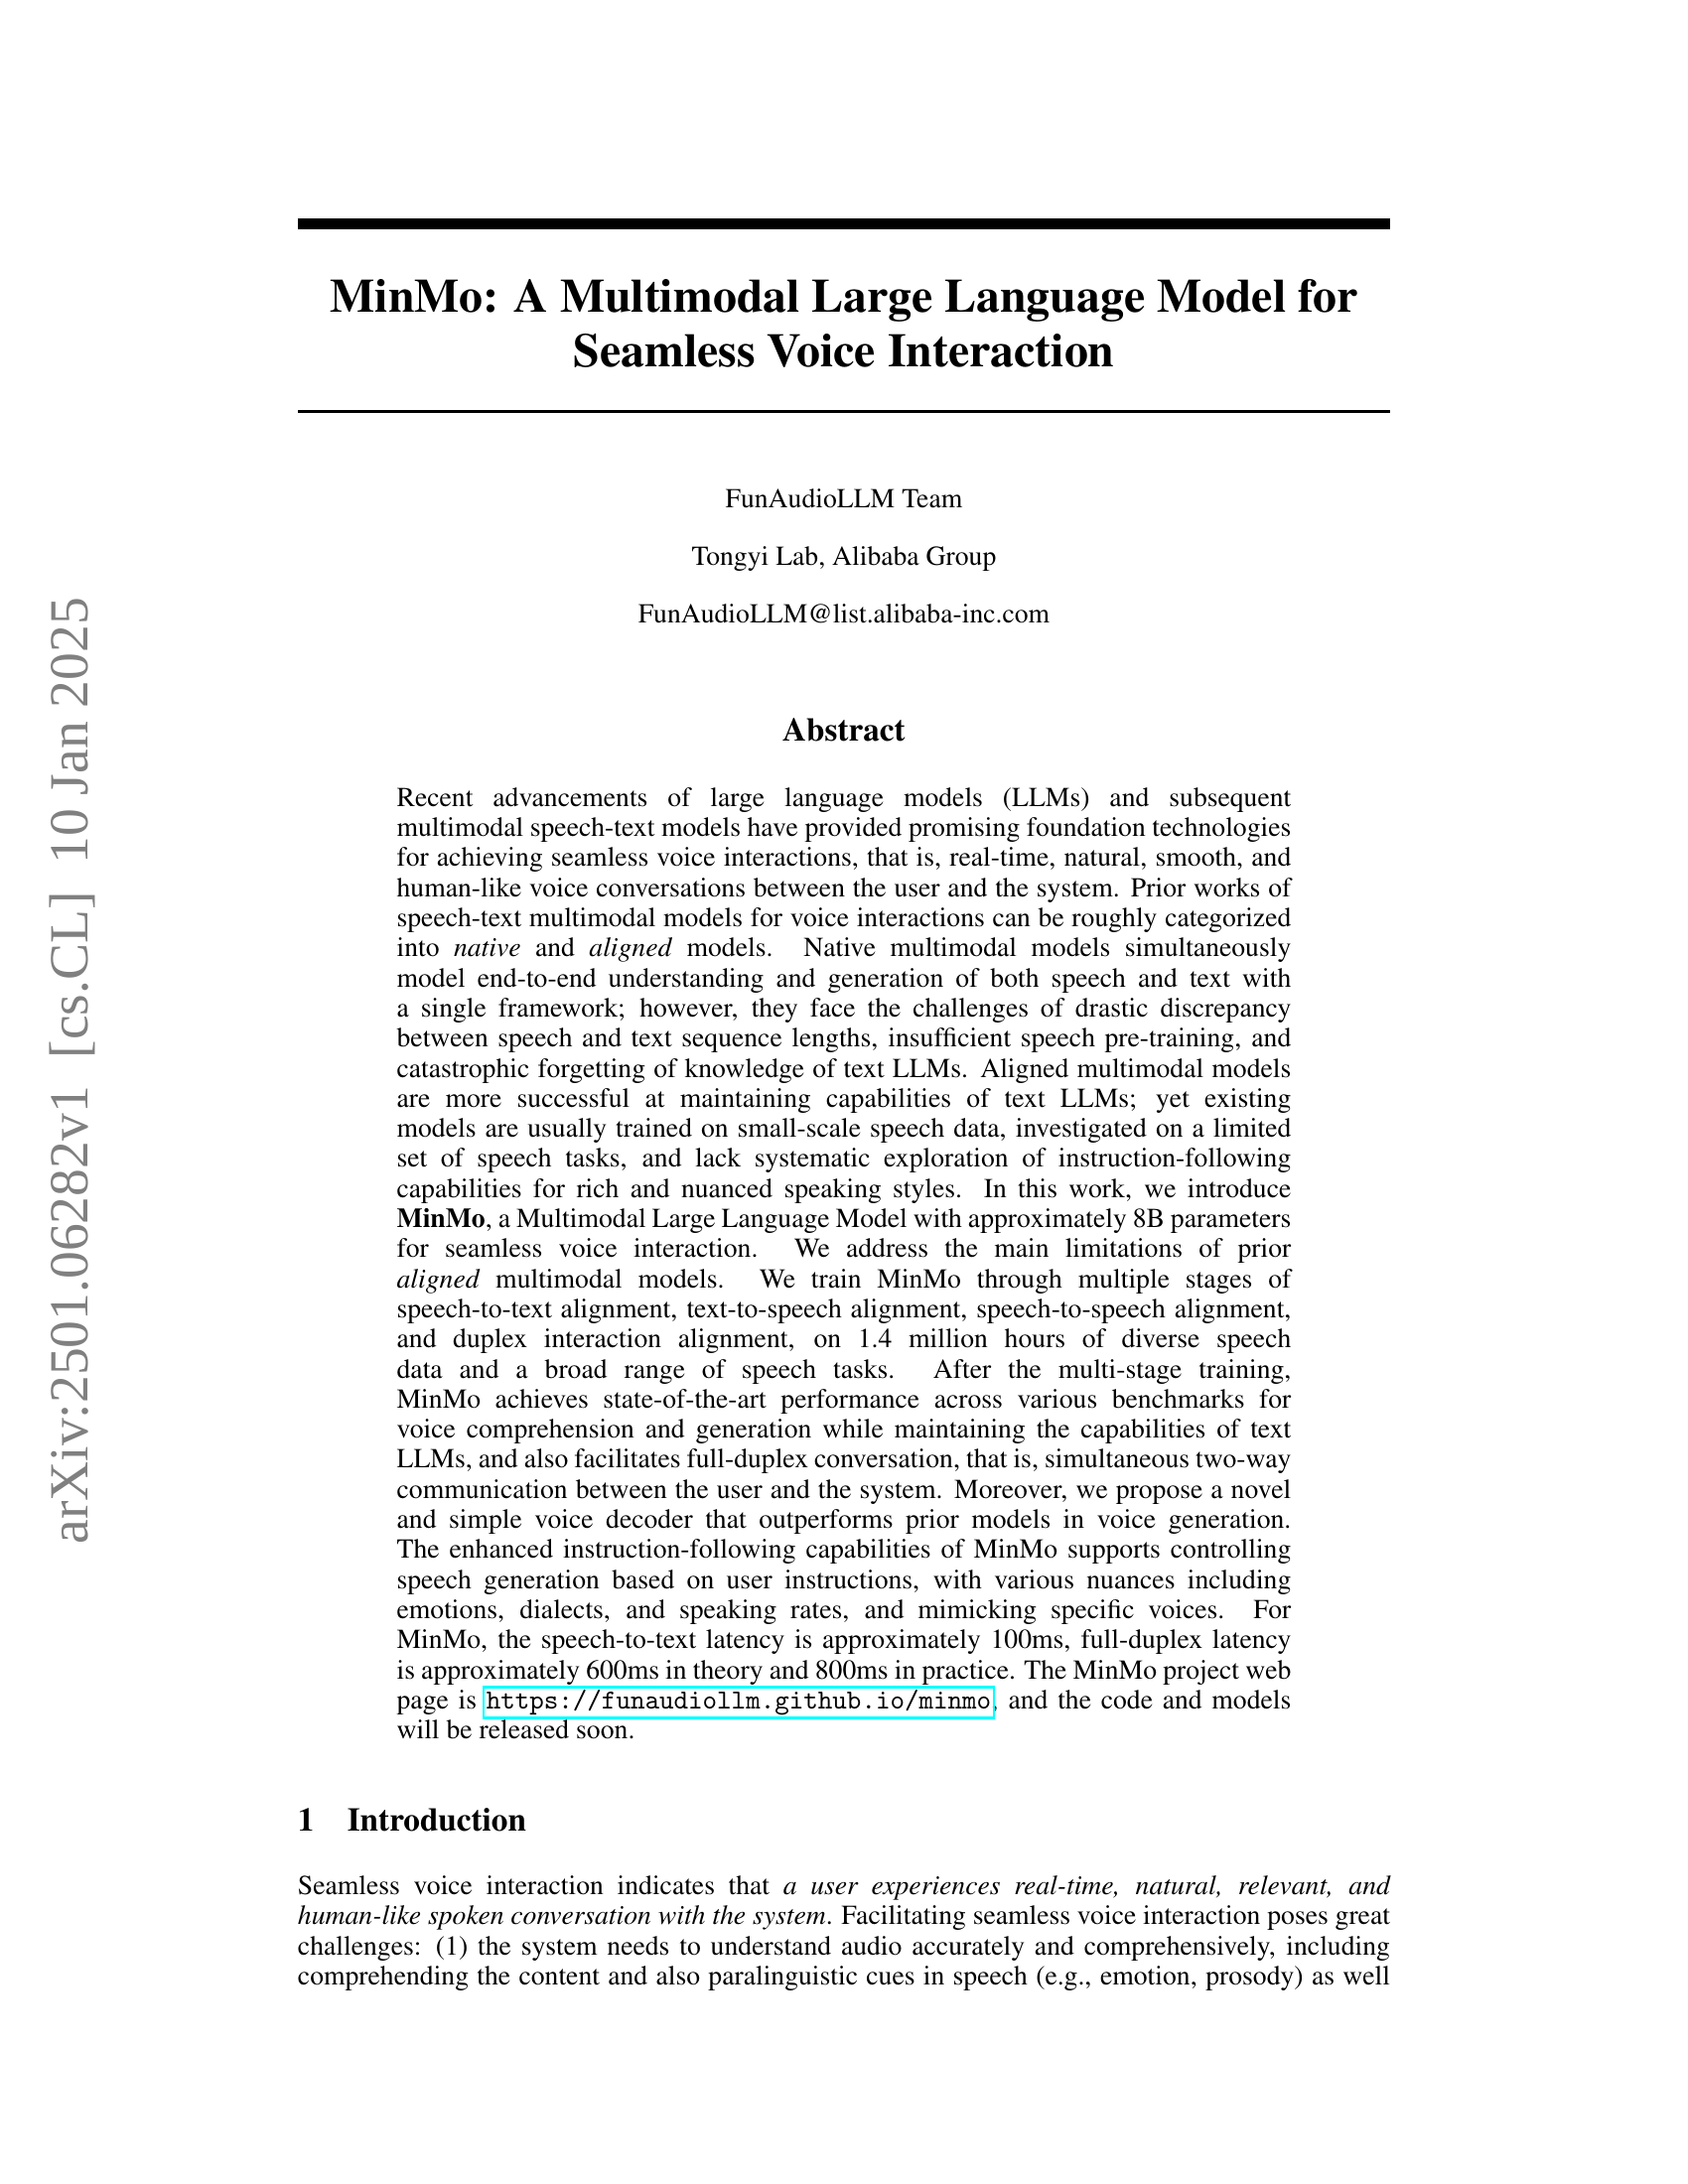 MinMo: A Multimodal Large Language Model for
Seamless Voice Interaction
FunAudioLLM Team
Tongyi Lab, Alibaba Group
FunAudioLLM@list.alibaba-inc.com
arXiv:2501.06282v1 [cs.CL] 10 Jan 2025
Abstract
Recent advancements of large language models (LLMs) and subsequent
multimodal speech-text models have provided promising foundation technologies
for achieving seamless voice interactions, that is, real-time, natural, smooth, and
human-like voice conversations between the user and the system. Prior works of
speech-text multimodal models for voice interactions can be roughly categorized
into native and aligned models. Native multimodal models simultaneously
model end-to-end understanding and generation of both speech and text with
a single framework; however, they face the challenges of drastic discrepancy
between speech and text sequence lengths, insufficient speech pre-training, and
catastrophic forgetting of knowledge of text LLMs. Aligned multimodal models
are more successful at maintaining capabilities of text LLMs; yet existing
models are usually trained on small-scale speech data, investigated on a limited
set of speech tasks, and lack systematic exploration of instruction-following
capabilities for rich and nuanced speaking styles. In this work, we introduce
MinMo, a Multimodal Large Language Model with approximately 8B parameters
for seamless voice interaction. We address the main limitations of prior
aligned multimodal models. We train MinMo through multiple stages of
speech-to-text alignment, text-to-speech alignment, speech-to-speech alignment,
and duplex interaction alignment, on 1.4 million hours of diverse speech
data and a broad range of speech tasks. After the multi-stage training,
MinMo achieves state-of-the-art performance across various benchmarks for
voice comprehension and generation while maintaining the capabilities of text
LLMs, and also facilitates full-duplex conversation, that is, simultaneous two-way
communication between the user and the system. Moreover, we propose a novel
and simple voice decoder that outperforms prior models in voice generation.
The enhanced instruction-following capabilities of MinMo supports controlling
speech generation based on user instructions, with various nuances including
emotions, dialects, and speaking rates, and mimicking specific voices. For
MinMo, the speech-to-text latency is approximately 100ms, full-duplex latency
is approximately 600ms in theory and 800ms in practice. The MinMo project web
page is https://funaudiollm.github.io/minmo, and the code and models
will be released soon.
1 Introduction
Seamless voice interaction indicates that a user experiences real-time, natural, relevant, and
human-like spoken conversation with the system. Facilitating seamless voice interaction poses great
challenges: (1) the system needs to understand audio accurately and comprehensively, including
comprehending the content and also paralinguistic cues in speech (e.g., emotion, prosody) as well